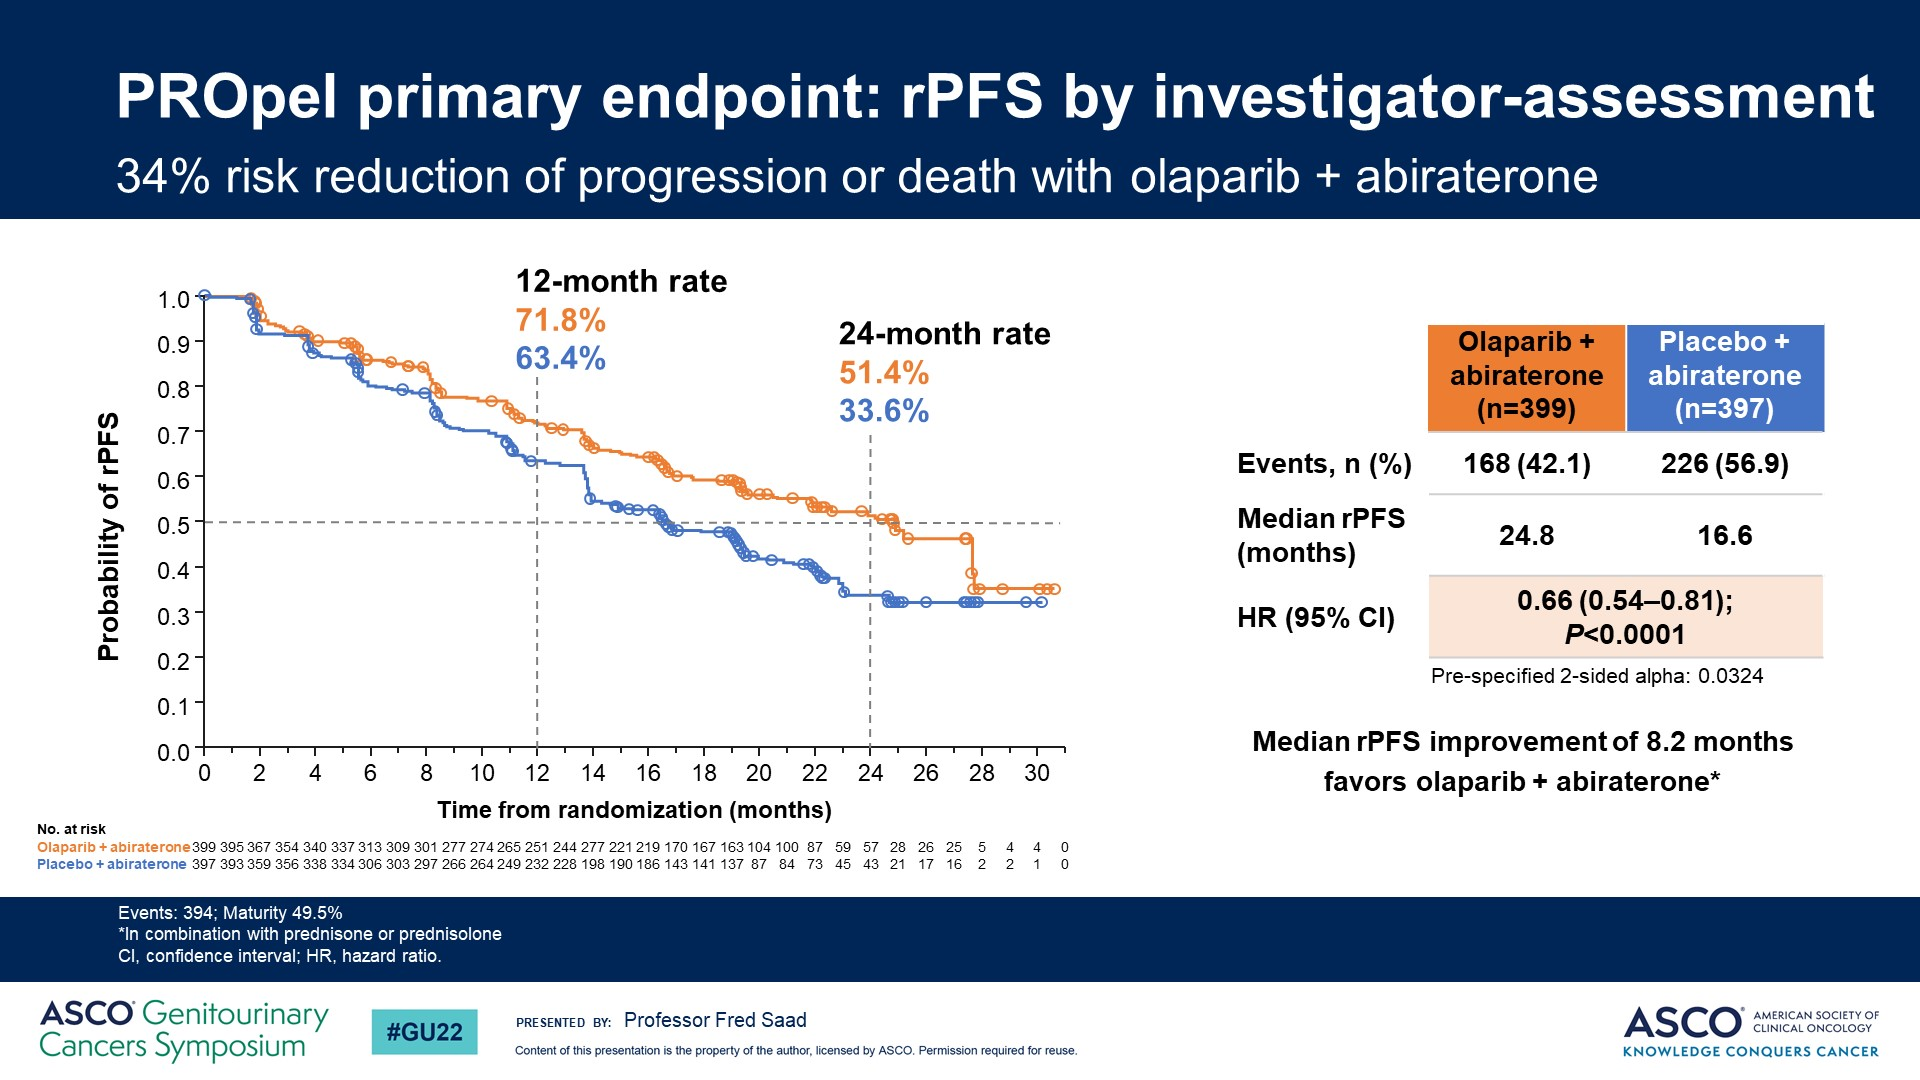 PROpel primary endpoint: rPFS by investigator-assessment
34% risk reduction of progression or death with olaparib + abiraterone
12-month rate
71.8%
63.4%
24-month rate
51.4%
33.6%
Probability of rPFS
1.0
0.9
0.8
0.7
0.6
0.5
0.4
0.3
0.2
0.1
0.0
0 2 4 6 8 10 12 14 16 18 20 22 24 26 28 30
Time from randomization (months)
No. at risk
Olaparib + abiraterone 399 395 367 354 340 337 313 309 301 277 274 265 251 244 277 221 219 170 167 163 104 100 87 59 57 28 26 25 5 4 4 0
Placebo + abiraterone 397 393 359 356 338 334 306 303 297 266 264 249 232 228 198 190 186 143 141 137 87 84 73 45 43 21 17 16 2 2 1 0
Olaparib + abiraterone (n=399)
Placebo + abiraterone (n=397)
Events, n (%) 168 (42.1) 226 (56.9)
Median rPFS (months) 24.8 16.6
HR (95% CI) 0.66 (0.54–0.81); P<0.0001
Pre-specified 2-sided alpha: 0.0324
Median rPFS improvement of 8.2 months
favors olaparib + abiraterone*
Events: 394; Maturity 49.5%
*In combination with prednisone or prednisolone
CI, confidence interval; HR, hazard ratio.
ASCO® Genitourinary
Cancers Symposium
#GU22
PRESENTED BY: Professor Fred Saad
Content of this presentation is the property of the author, licensed by ASCO. Permission required for reuse.
ASCO® AMERICAN SOCIETY OF
CLINICAL ONCOLOGY
KNOWLEDGE CONQUERS CANCER